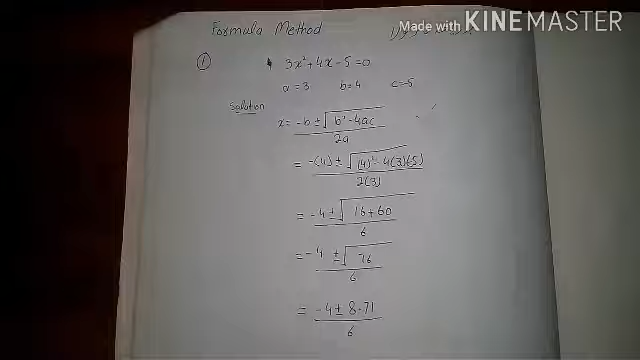 Made with KINEMASTER
Formula Method
① 3x²+4x-5=0
a=3 b=4 c=-5
Solution
x = -b ± √b²-4ac / 2a
= -(4) ± √(4)²-4(3)(-5) / 2(3)
= -4 ± √16+60 / 6
= -4 ± √76 / 6
= -4 ± 8.71 / 6